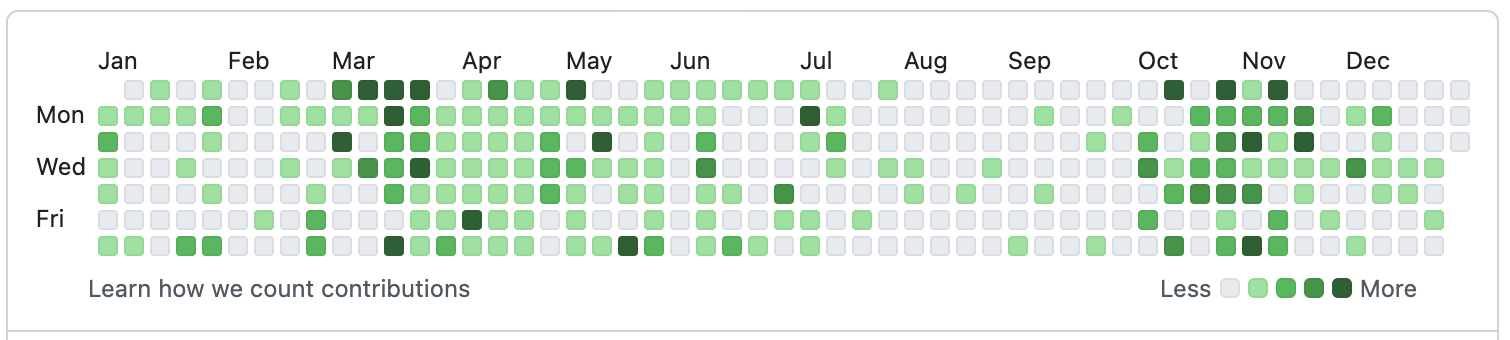 Jan Feb Mar Apr May Jun Jul Aug Sep Oct Nov Dec
Mon
Wed
Fri
Learn how we count contributions Less More